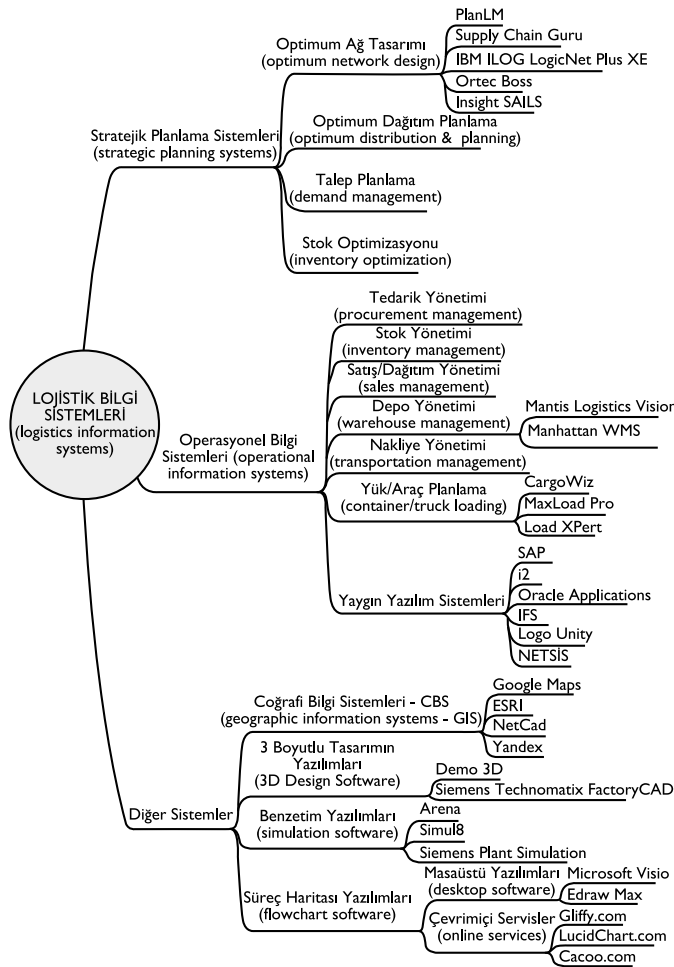 LOJİSTİK BİLGİ
SİSTEMLERİ
(logistics information
systems)
Stratejik Planlama Sistemleri
(strategic planning systems)
Optimum Ağ Tasarımı
(optimum network design)
PlanLM
Supply Chain Guru
IBM ILOG LogicNet Plus XE
Ortec Boss
Insight SAILS
Optimum Dağıtım Planlama
(optimum distribution & planning)
Talep Planlama
(demand management)
Stok Optimizasyonu
(inventory optimization)
Operasyonel Bilgi
Sistemleri (operational
information systems)
Tedarik Yönetimi
(procurement management)
Stok Yönetimi
(inventory management)
Satış/Dağıtım Yönetimi
(sales management)
Depo Yönetimi
(warehouse management)
Mantis Logistics Vision
Manhattan WMS
Nakliye Yönetimi
(transportation management)
Yük/Araç Planlama
(container/truck loading)
CargoWiz
MaxLoad Pro
Load XPert
Yaygın Yazılım Sistemleri
SAP
i2
Oracle Applications
IFS
Logo Unity
NETSİS
Diğer Sistemler
Coğrafi Bilgi Sistemleri - CBS
(geographic information systems - GIS)
Google Maps
ESRI
NetCad
Yandex
3 Boyutlu Tasarımın
Yazılımları
(3D Design Software)
Demo 3D
Siemens Technomatix FactoryCAD
Benzetim Yazılımları
(simulation software)
Arena
Simul8
Siemens Plant Simulation
Süreç Haritası Yazılımları
(flowchart software)
Masaüstü Yazılımları
(desktop software)
Microsoft Visio
Edraw Max
Çevrimiçi Servisler
(online services)
Gliffy.com
LucidChart.com
Cacoo.com